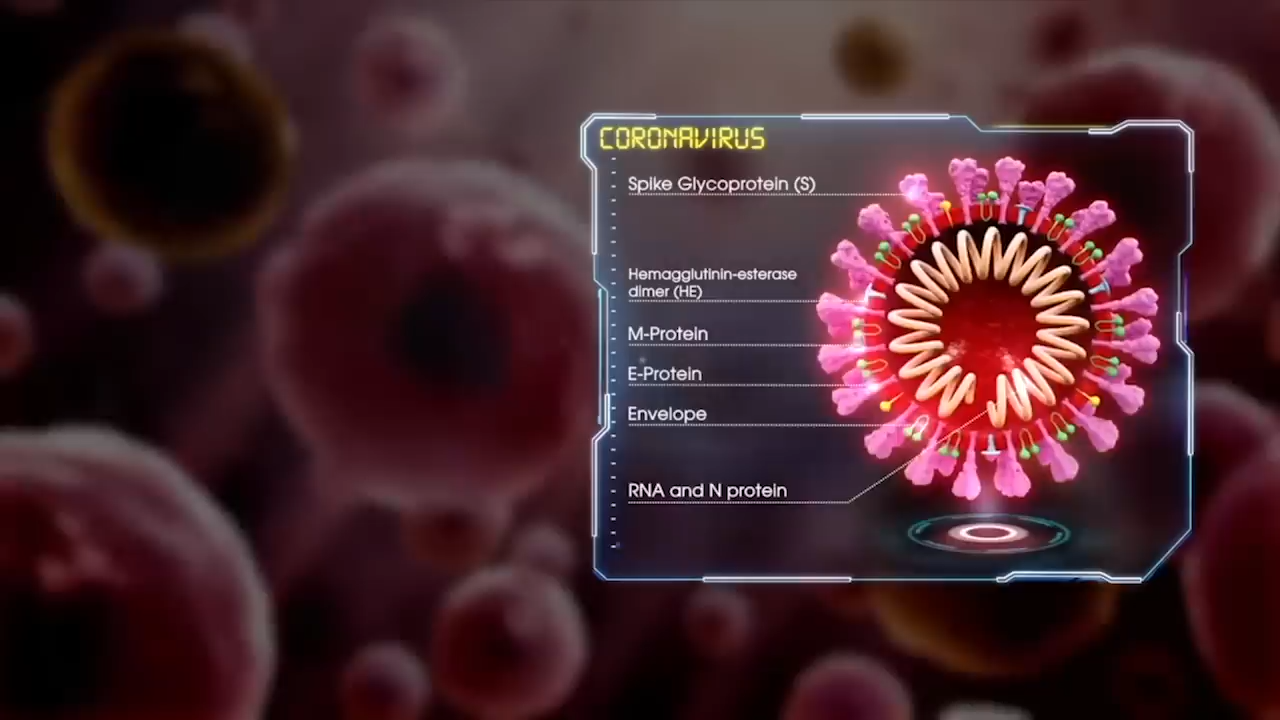 CORONAVIRUS
Spike Glycoprotein (S)
Hemagglutinin-esterase
dimer (HE)
M-Protein
E-Protein
Envelope
RNA and N protein